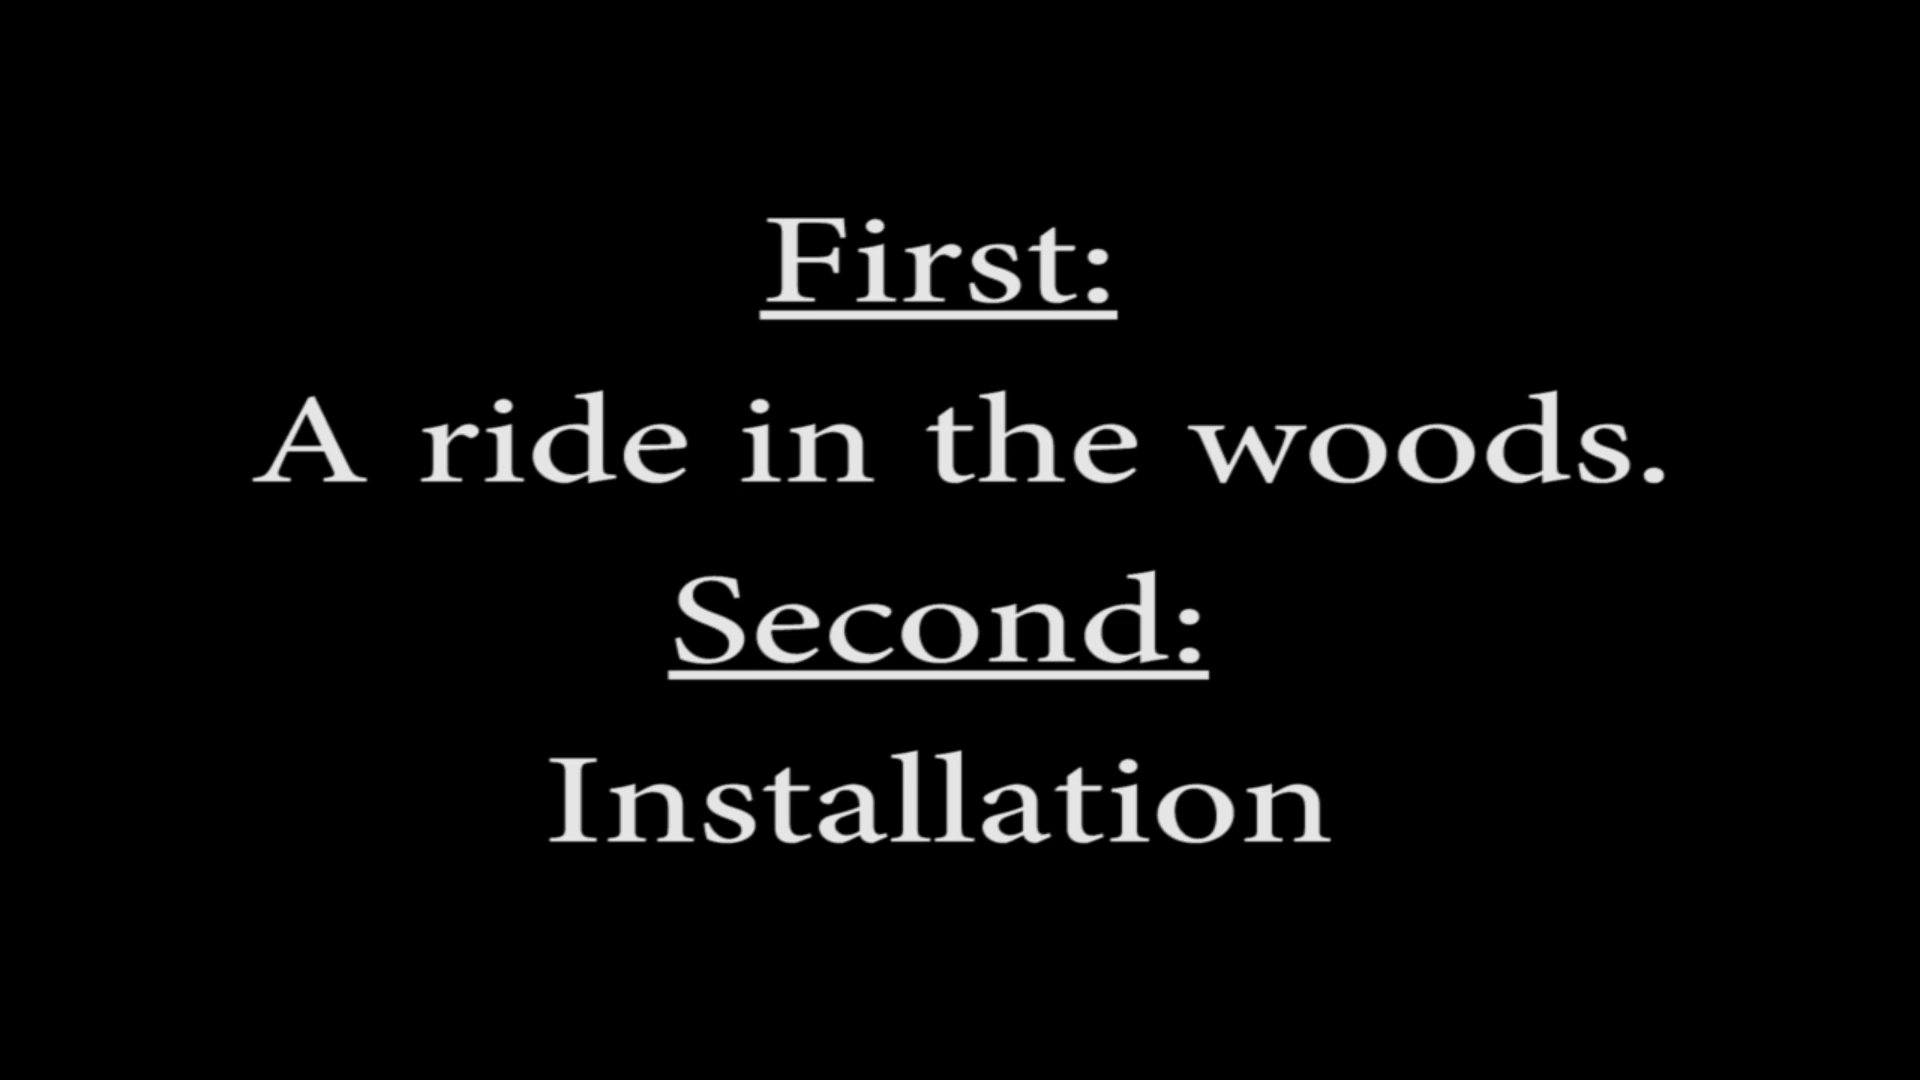 First:
A ride in the woods.
Second:
Installation